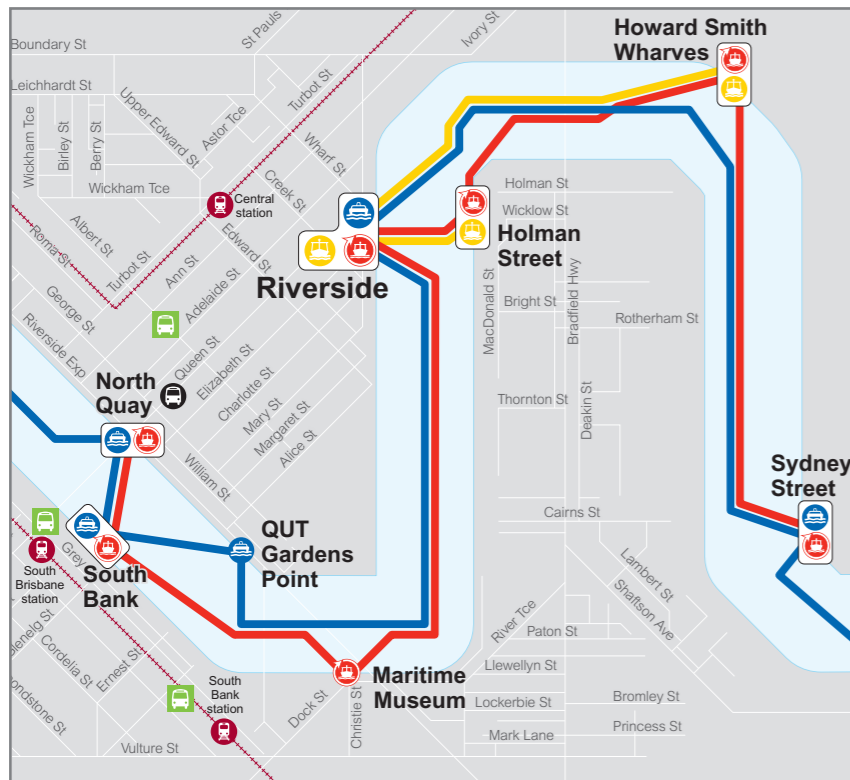 Boundary St
St Pauls
Ivory St
Howard Smith
Wharves
Leichhardt St
Turbot St
Upper Edward St
Astor Tce
Wickham Tce
Birley St
Berry St
Wharf St
Wickham Tce
Creek St
Central
station
Holman St
Wicklow St
Holman
Street
Albert St
Roma St
Turbot St
Ann St
Edward St
Adelaide St
Riverside
George St
Riverside Exp
MacDonald St
Bright St
Bradfield Hwy
Rotherham St
Queen St
Elizabeth St
Charlotte St
Mary St
Margaret St
Alice St
North
Quay
Thornton St
Deakin St
William St
Sydney
Street
Cairns St
QUT
Gardens
Point
South
Brisbane
station
Grey
South
Bank
Lambert St
Shaftson Ave
River Tce
Paton St
Glenelg St
Cordelia St
Ernest St
Maritime
Museum
Llewellyn St
South
Bank
station
Dock St
Christie St
Lockerbie St
Bromley St
mondstone St
Mark Lane
Princess St
Vulture St